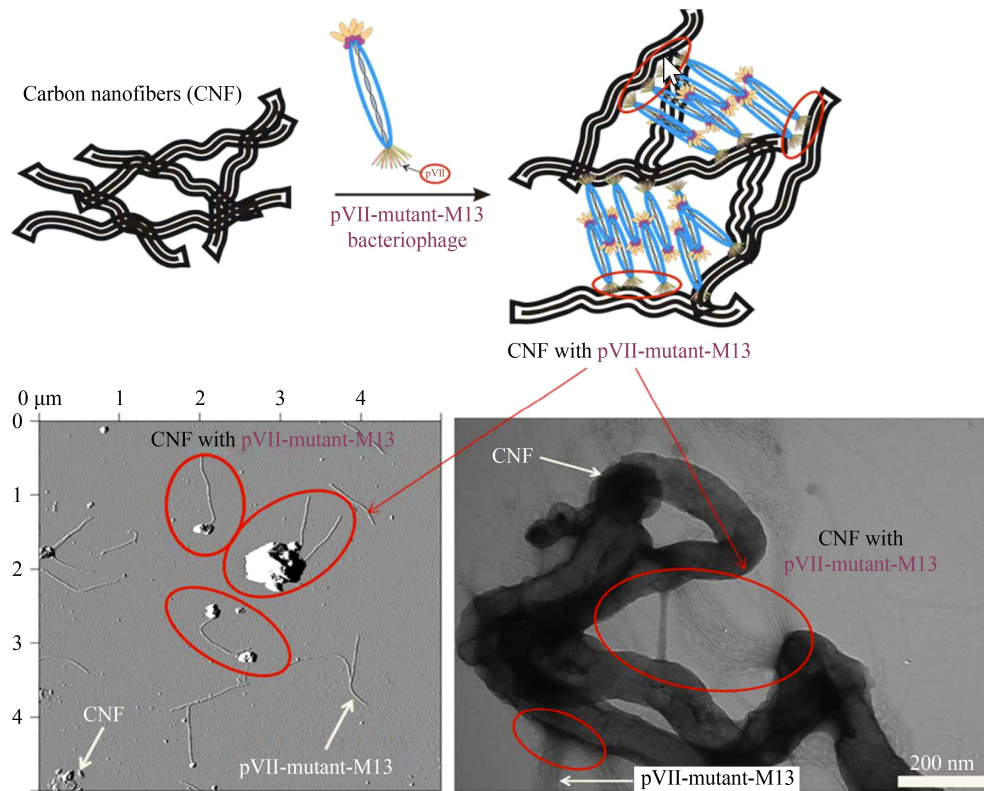 Carbon nanofibers (CNF)
pVII
pVII-mutant-M13
bacteriophage
CNF with pVII-mutant-M13
0 μm 1 2 3 4
0
1
2
3
4
CNF with pVII-mutant-M13
CNF
pVII-mutant-M13
CNF
CNF with
pVII-mutant-M13
pVII-mutant-M13
200 nm